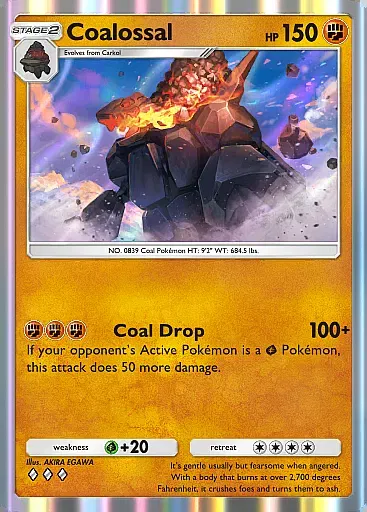 STAGE 2 Coalossal HP 150
Evolves from Carkol
NO. 0839 Coal Pokémon HT: 9'2" WT: 684.5 lbs.
Coal Drop 100+
If your opponent's Active Pokémon is a Pokémon,
this attack does 50 more damage.
weakness +20 retreat
Illus. AKIRA EGAWA
It's gentle usually but fearsome when angered.
With a body that burns at over 2,700 degrees
Fahrenheit, it crushes foes and turns them to ash.